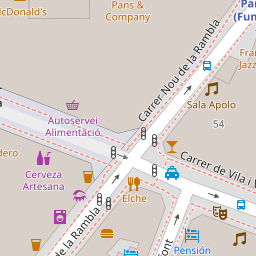 McDonald's
Pans &
Company
Pa
(Fun
Carrer Nou de la Rambla
Fra
Jazz
Autoservei
Alimentació
Sala Apolo
54
Carrer de Vila i V
dero
Cerveza
Artesana
Elche
de la Rambla
ont
Pensión